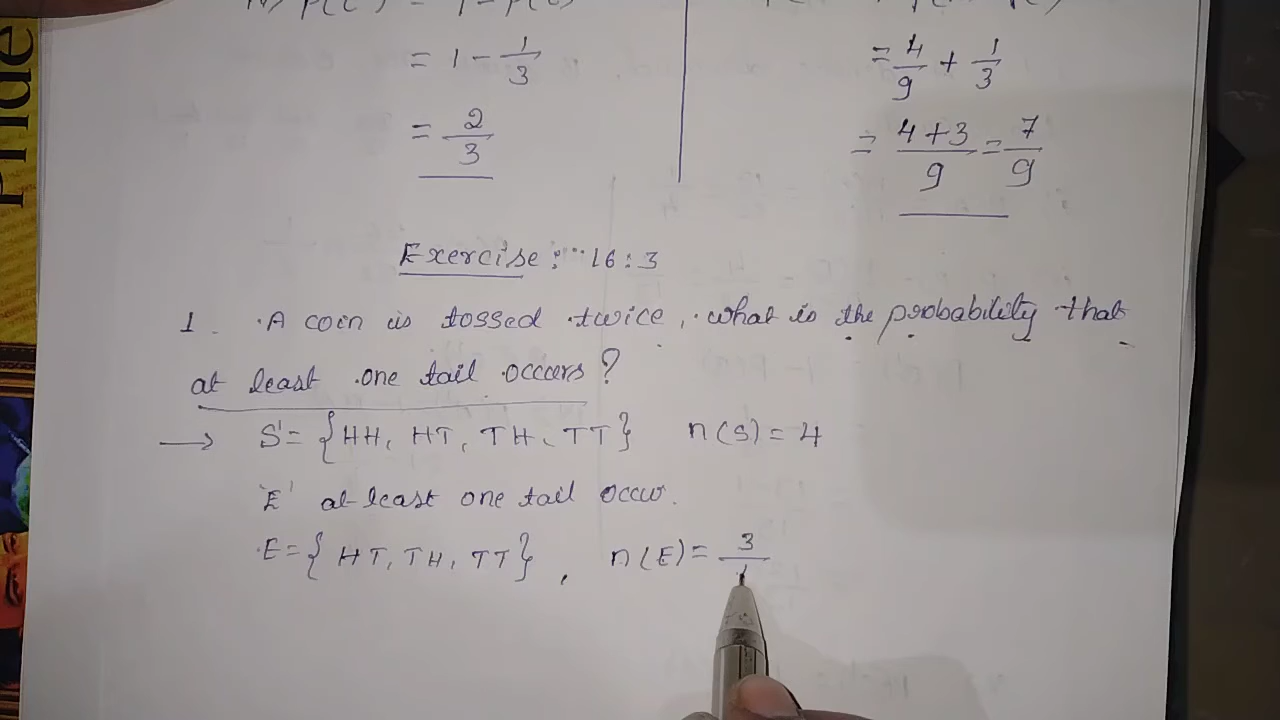 Pride
= 1 - 1/3
= 2/3
= 4/9 + 1/3
= 4+3/9 = 7/9
Exercise : 16:3
1. A coin is tossed twice, what is the probability that
at least one tail occurs?
→ S = {HH, HT, TH, TT} n(S) = 4
'E' at least one tail occur.
E = { HT, TH, TT} , n(E) = 3